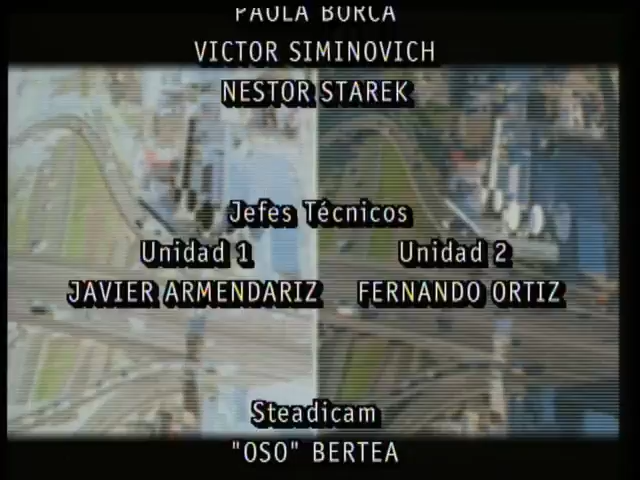 PAULA BORCA
VICTOR SIMINOVICH
NESTOR STAREK
Jefes Técnicos
Unidad 1 Unidad 2
JAVIER ARMENDARIZ FERNANDO ORTIZ
Steadicam
"OSO" BERTEA